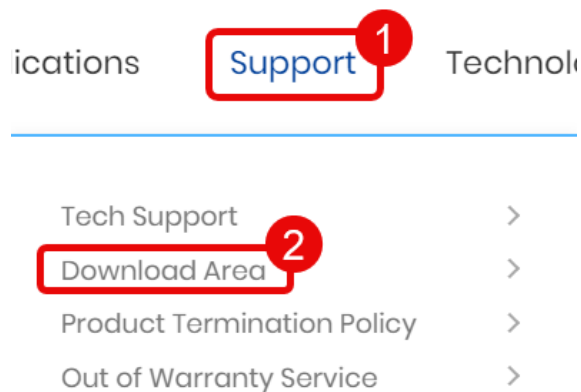 ications Support 1 Technol
Tech Support
2
Download Area
Product Termination Policy
Out of Warranty Service